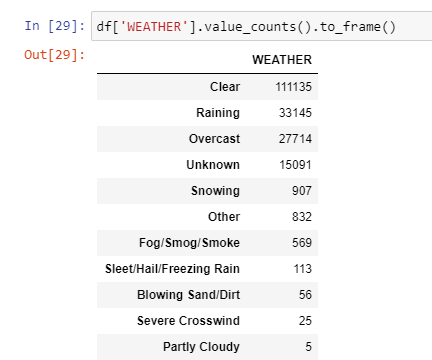 In [29]: df['WEATHER'].value_counts().to_frame()
Out[29]:
WEATHER
Clear 111135
Raining 33145
Overcast 27714
Unknown 15091
Snowing 907
Other 832
Fog/Smog/Smoke 569
Sleet/Hail/Freezing Rain 113
Blowing Sand/Dirt 56
Severe Crosswind 25
Partly Cloudy 5